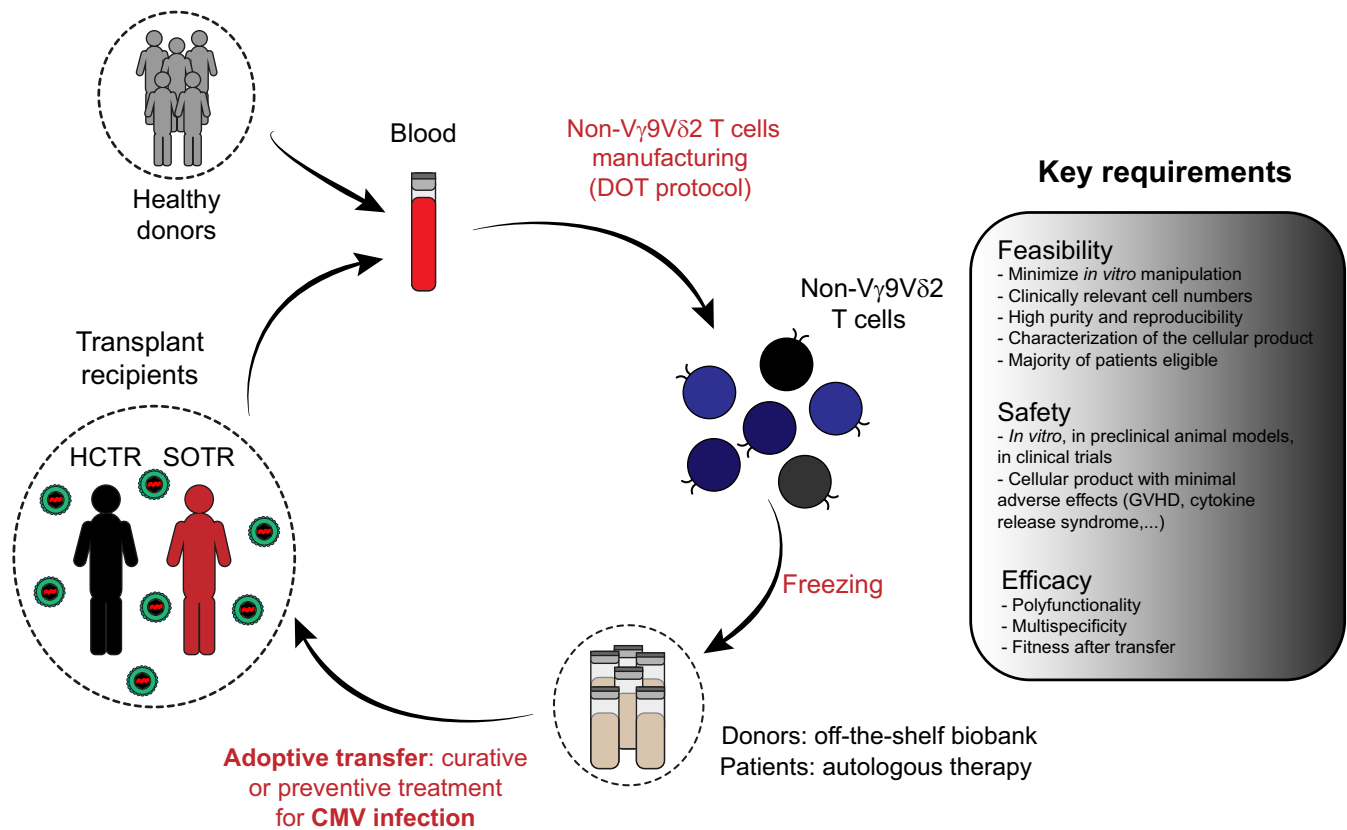 Healthy
donors
Blood
Non-Vγ9Vδ2 T cells
manufacturing
(DOT protocol)
Non-Vγ9Vδ2
T cells
Transplant
recipients
HCTR SOTR
Freezing
Donors: off-the-shelf biobank
Patients: autologous therapy
Adoptive transfer: curative
or preventive treatment
for CMV infection
Key requirements
Feasibility
- Minimize in vitro manipulation
- Clinically relevant cell numbers
- High purity and reproducibility
- Characterization of the cellular product
- Majority of patients eligible
Safety
- In vitro, in preclinical animal models,
in clinical trials
- Cellular product with minimal
adverse effects (GVHD, cytokine
release syndrome,...)
Efficacy
- Polyfunctionality
- Multispecificity
- Fitness after transfer